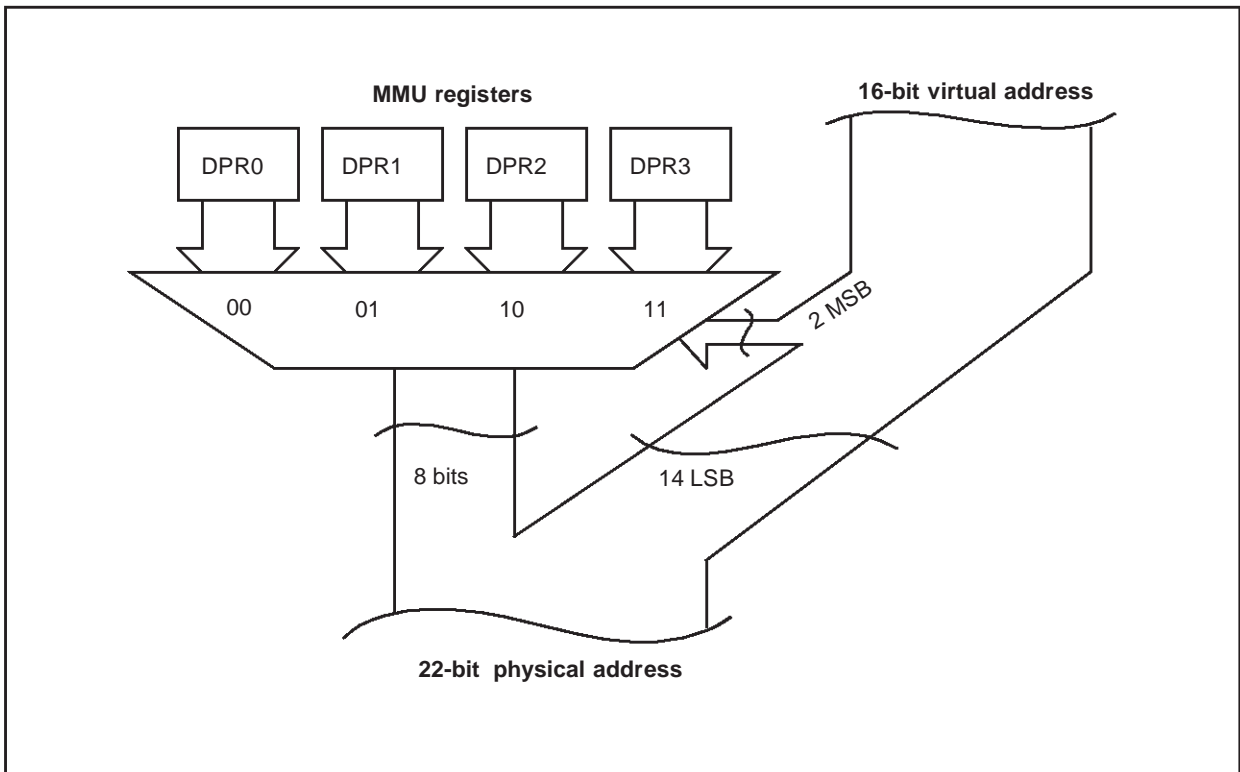 MMU registers
16-bit virtual address
DPR0
DPR1
DPR2
DPR3
00
01
10
11
2 MSB
8 bits
14 LSB
22-bit physical address